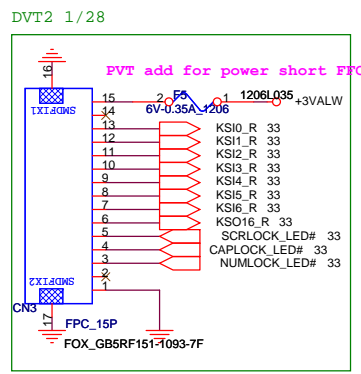 DVT2 1/28
PVT add for power short FFC
16
F5
1206L035
SMDFIX1
15
2
1
+3VALW
6V-0.35A_1206
14
13 KSI0_R 33
12 KSI1_R 33
11 KSI2_R 33
10 KSI3_R 33
9 KSI4_R 33
8 KSI5_R 33
7 KSI6_R 33
6 KSO16_R 33
5 SCRLOCK_LED# 33
4 CAPLOCK_LED# 33
3 NUMLOCK_LED# 33
2
1
SMDFIX2
CN3
17
FPC_15P
FOX_GB5RF151-1093-7F